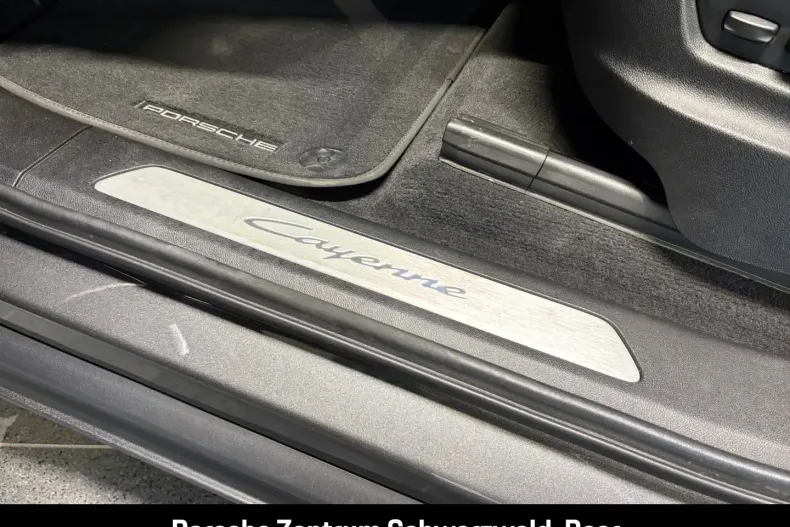 PORSCHE
Cayenne
Porsche Zentrum Schwarzwald-Baar